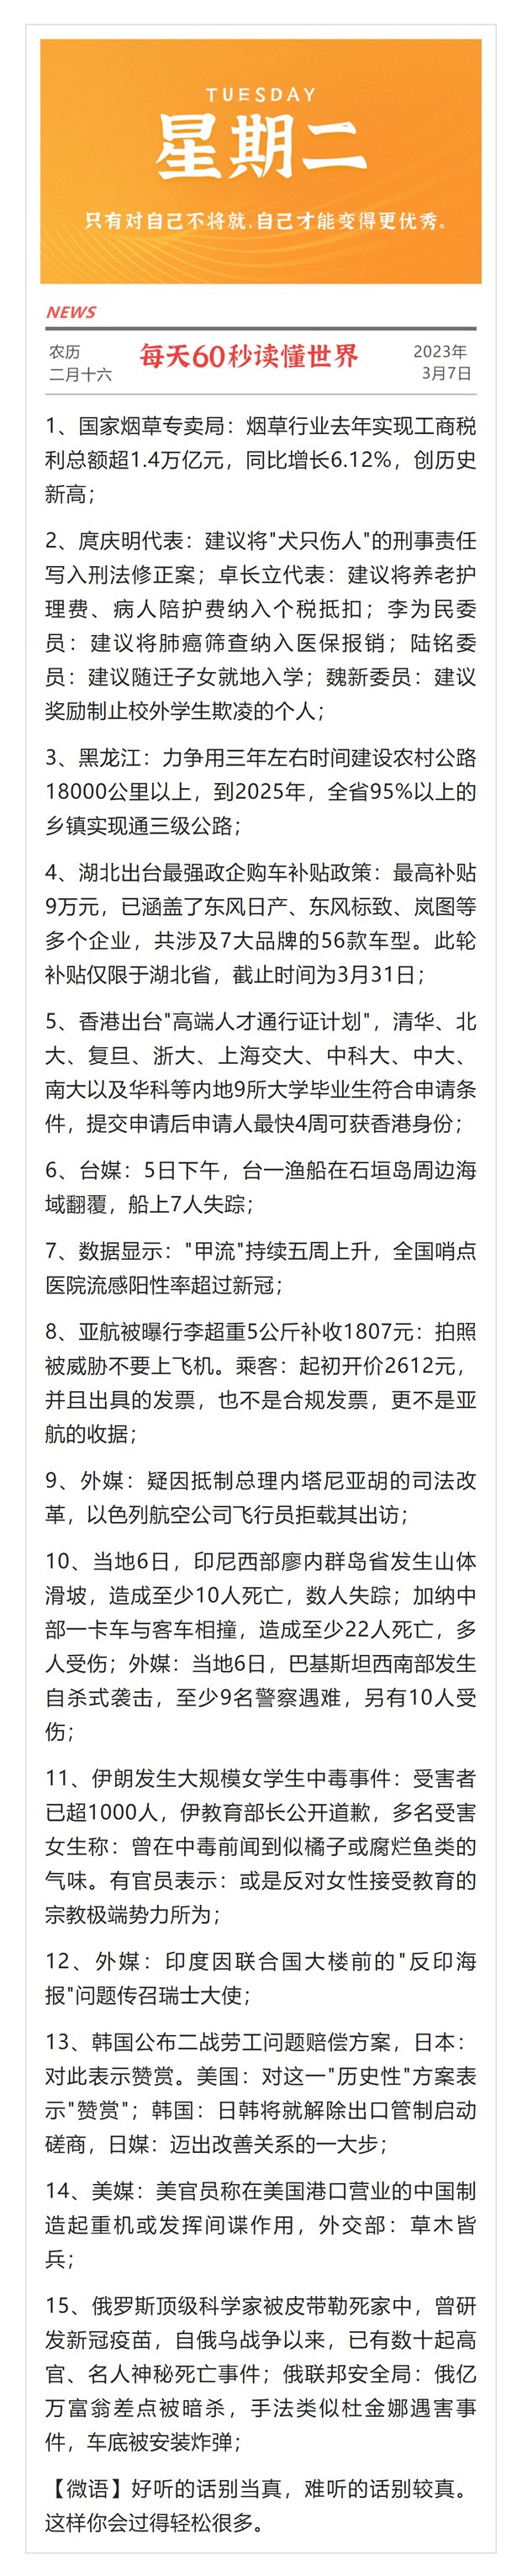 TUESDAY
星期二
只有对自己不将就,自己才能变得更优秀。
NEWS
农历
二月十六
每天60秒读懂世界
2023年
3月7日
1、国家烟草专卖局：烟草行业去年实现工商税
利总额超1.4万亿元，同比增长6.12%，创历史
新高；
2、庹庆明代表：建议将"犬只伤人"的刑事责任
写入刑法修正案；卓长立代表：建议将养老护
理费、病人陪护费纳入个税抵扣；李为民委
员：建议将肺癌筛查纳入医保报销；陆铭委
员：建议随迁子女就地入学；魏新委员：建议
奖励制止校外学生欺凌的个人；
3、黑龙江：力争用三年左右时间建设农村公路
18000公里以上，到2025年，全省95%以上的
乡镇实现通三级公路；
4、湖北出台最强政企购车补贴政策：最高补贴
9万元，已涵盖了东风日产、东风标致、岚图等
多个企业，共涉及7大品牌的56款车型。此轮
补贴仅限于湖北省，截止时间为3月31日；
5、香港出台"高端人才通行证计划"，清华、北
大、复旦、浙大、上海交大、中科大、中大、
南大以及华科等内地9所大学毕业生符合申请条
件，提交申请后申请人最快4周可获香港身份；
6、台媒：5日下午，台一渔船在石垣岛周边海
域翻覆，船上7人失踪；
7、数据显示："甲流"持续五周上升，全国哨点
医院流感阳性率超过新冠；
8、亚航被曝行李超重5公斤补收1807元：拍照
被威胁不要上飞机。乘客：起初开价2612元，
并且出具的发票，也不是合规发票，更不是亚
航的收据；
9、外媒：疑因抵制总理内塔尼亚胡的司法改
革，以色列航空公司飞行员拒载其出访；
10、当地6日，印尼西部廖内群岛省发生山体
滑坡，造成至少10人死亡，数人失踪；加纳中
部一卡车与客车相撞，造成至少22人死亡，多
人受伤；外媒：当地6日，巴基斯坦西南部发生
自杀式袭击，至少9名警察遇难，另有10人受
伤；
11、伊朗发生大规模女学生中毒事件：受害者
已超1000人，伊教育部长公开道歉，多名受害
女生称：曾在中毒前闻到似橘子或腐烂鱼类的
气味。有官员表示：或是反对女性接受教育的
宗教极端势力所为；
12、外媒：印度因联合国大楼前的"反印海
报"问题传召瑞士大使；
13、韩国公布二战劳工问题赔偿方案，日本：
对此表示赞赏。美国：对这一"历史性"方案表
示"赞赏"；韩国：日韩将就解除出口管制启动
磋商，日媒：迈出改善关系的一大步；
14、美媒：美官员称在美国港口营业的中国制
造起重机或发挥间谍作用，外交部：草木皆
兵；
15、俄罗斯顶级科学家被皮带勒死家中，曾研
发新冠疫苗，自俄乌战争以来，已有数十起高
官、名人神秘死亡事件；俄联邦安全局：俄亿
万富翁差点被暗杀，手法类似杜金娜遇害事
件，车底被安装炸弹；
【微语】好听的话别当真，难听的话别较真。
这样你会过得轻松很多。